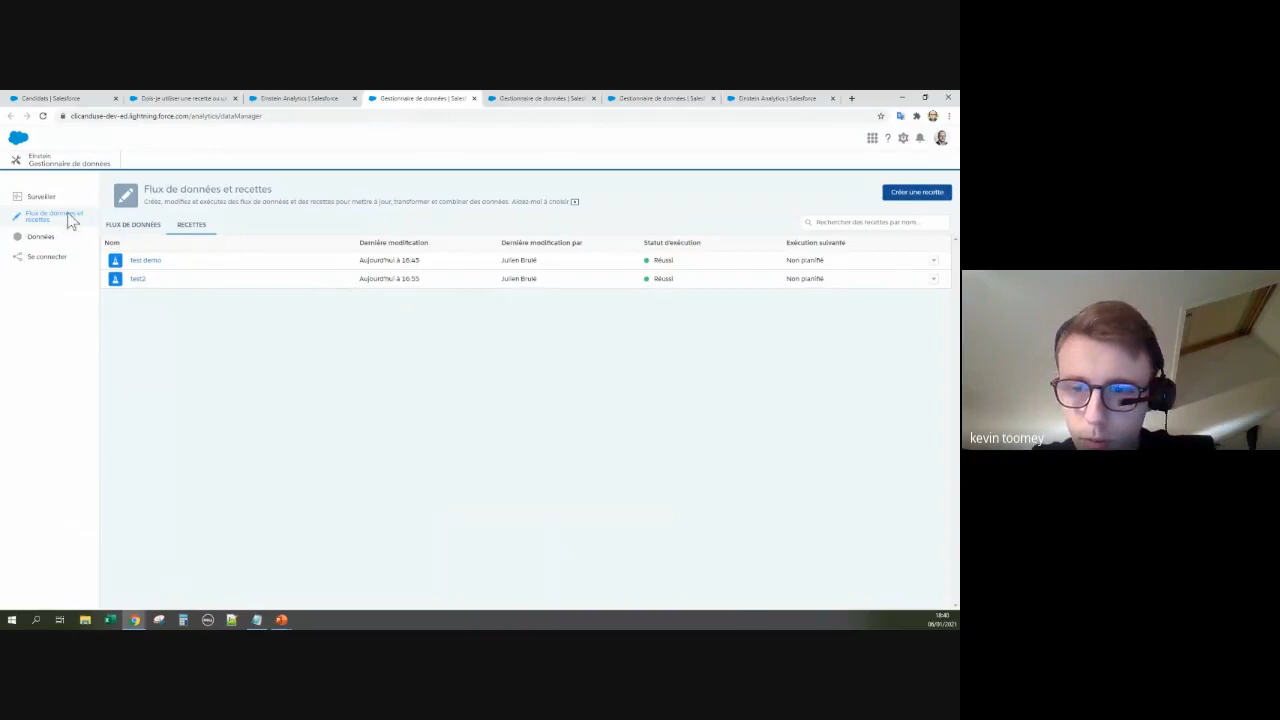 Candidats | Salesforce
Dois-je utiliser une recette ou u
Einstein Analytics | Salesforce
Gestionnaire de données | Salesf
Gestionnaire de données | Salesf
Gestionnaire de données | Salesf
Einstein Analytics | Salesforce
clicanduse-dev-ed.lightning.force.com/analytics/dataManager
Einstein
Gestionnaire de données
Surveiller
Flux de données et
recettes
Données
Se connecter
Flux de données et recettes
Créez, modifiez et exécutez des flux de données et des recettes pour mettre à jour, transformer et combiner des données. Aidez-moi à choisir
Créer une recette
FLUX DE DONNÉES
RECETTES
Rechercher des recettes par nom...
Nom Dernière modification Dernière modification par Statut d'exécution Exécution suivante
test demo Aujourd'hui à 16:45 Julien Brulé Réussi Non planifié
test2 Aujourd'hui à 16:55 Julien Brulé Réussi Non planifié
kevin toomey
18:40
06/01/2021